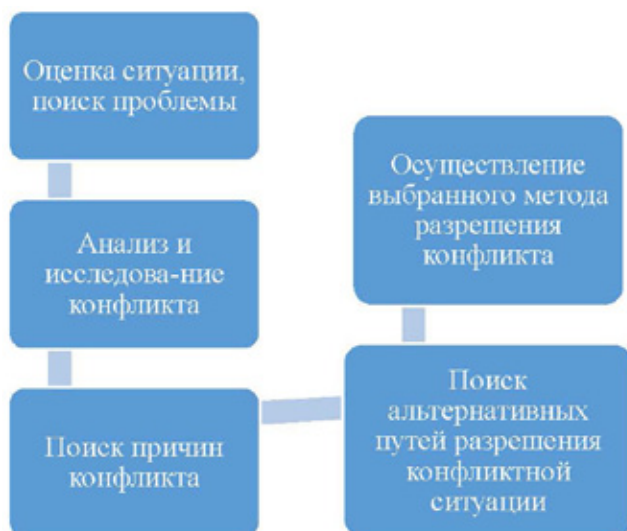 Оценка ситуации,
поиск проблемы
Анализ и
исследова-ние
конфликта
Поиск причин
конфликта
Поиск
альтернативных
путей разрешения
конфликтной
ситуации
Осуществление
выбранного метода
разрешения
конфликта